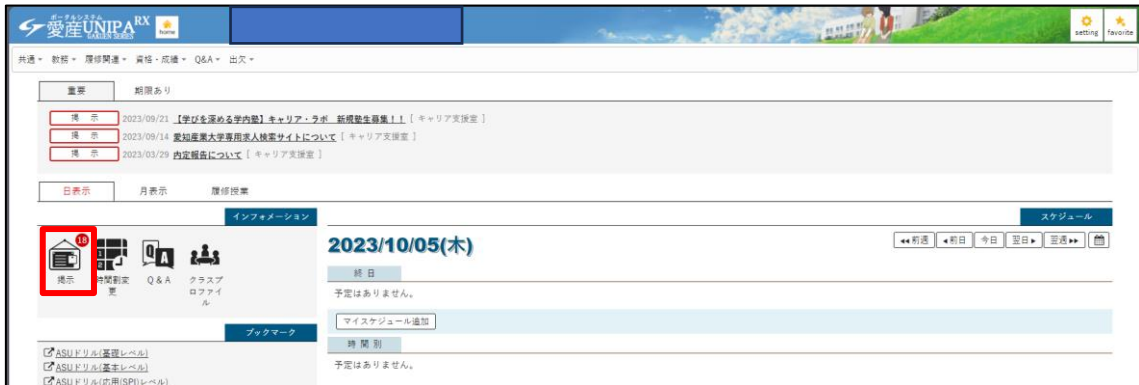 ポータルシステム
愛産UNIPA RX
GAKUEN SERIES
home
setting
favorite
共通 教務 履修関連 資格・成績 Q&A 出欠
重要 期限あり
掲 示 2023/09/21 【学びを深める学内塾】キャリア・ラボ 新規塾生募集！！ [ キャリア支援室 ]
掲 示 2023/09/14 愛知産業大学専用求人検索サイトについて [ キャリア支援室 ]
掲 示 2023/03/29 内定報告について [ キャリア支援室 ]
日表示 月表示 履修授業
インフォメーション
18
掲示
時間割変
更
Q & A
クラスプ
ロファイ
ル
ブックマーク
ASUドリル(基礎レベル)
ASUドリル(基本レベル)
ASUドリル(応用(SPI)レベル)
スケジュール
2023/10/05(木)
前週 前日 今日 翌日 翌週
終 日
予定はありません。
マイスケジュール追加
時 間 別
予定はありません。